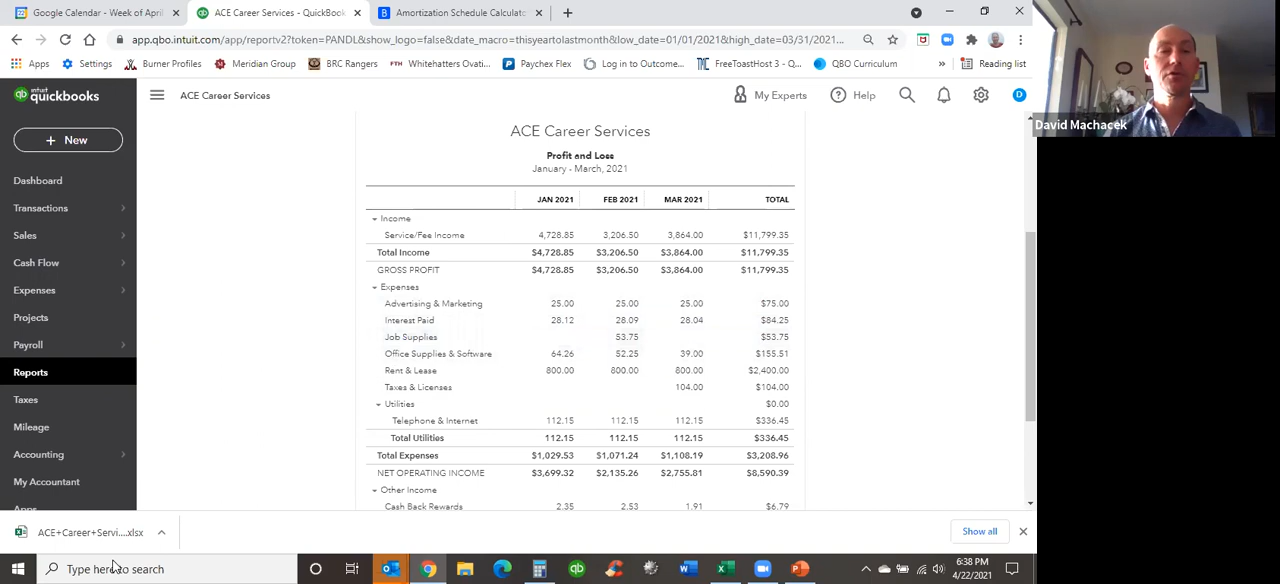 Google Calendar - Week of April
ACE Career Services - QuickBook
Amortization Schedule Calculato
app.qbo.intuit.com/app/reportv2?token=PANDL&show_logo=false&date_macro=thisyeartolastmonth&low_date=01/01/2021&high_date=03/31/2021...
Apps Settings Burner Profiles Meridian Group BRC Rangers FTH Whitehatters Ovati... Paychex Flex Log in to Outcome... FreeToastHost 3 - Q... QBO Curriculum » Reading list
intuit quickbooks
ACE Career Services
My Experts Help D
David Machacek
+ New
Dashboard
Transactions
Sales
Cash Flow
Expenses
Projects
Payroll
Reports
Taxes
Mileage
Accounting
My Accountant
Apps
ACE Career Services
Profit and Loss
January - March, 2021
JAN 2021 FEB 2021 MAR 2021 TOTAL
Income
Service/Fee Income 4,728.85 3,206.50 3,864.00 $11,799.35
Total Income $4,728.85 $3,206.50 $3,864.00 $11,799.35
GROSS PROFIT $4,728.85 $3,206.50 $3,864.00 $11,799.35
Expenses
Advertising & Marketing 25.00 25.00 25.00 $75.00
Interest Paid 28.12 28.09 28.04 $84.25
Job Supplies 53.75 $53.75
Office Supplies & Software 64.26 52.25 39.00 $155.51
Rent & Lease 800.00 800.00 800.00 $2,400.00
Taxes & Licenses 104.00 $104.00
Utilities $0.00
Telephone & Internet 112.15 112.15 112.15 $336.45
Total Utilities 112.15 112.15 112.15 $336.45
Total Expenses $1,029.53 $1,071.24 $1,108.19 $3,208.96
NET OPERATING INCOME $3,699.32 $2,135.26 $2,755.81 $8,590.39
Other Income
Cash Back Rewards 2.35 2.53 1.91 $6.79
ACE+Career+Servi....xlsx
Show all
Type here to search
6:38 PM
4/22/2021